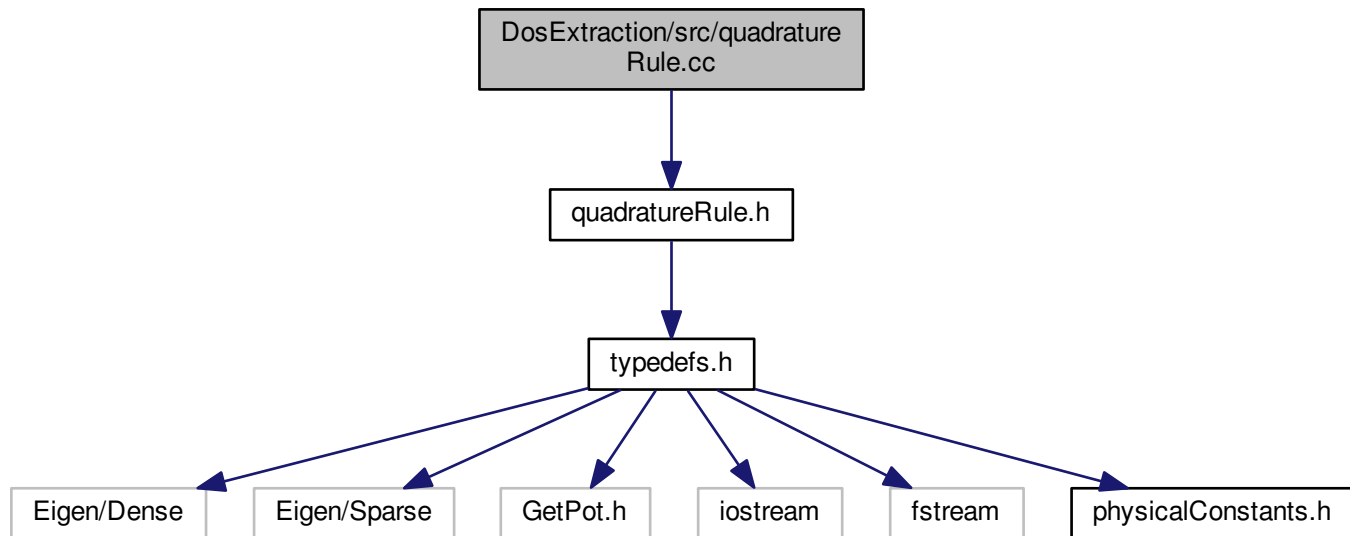 DosExtraction/src/quadrature
Rule.cc
quadratureRule.h
typedefs.h
Eigen/Dense
Eigen/Sparse
GetPot.h
iostream
fstream
physicalConstants.h